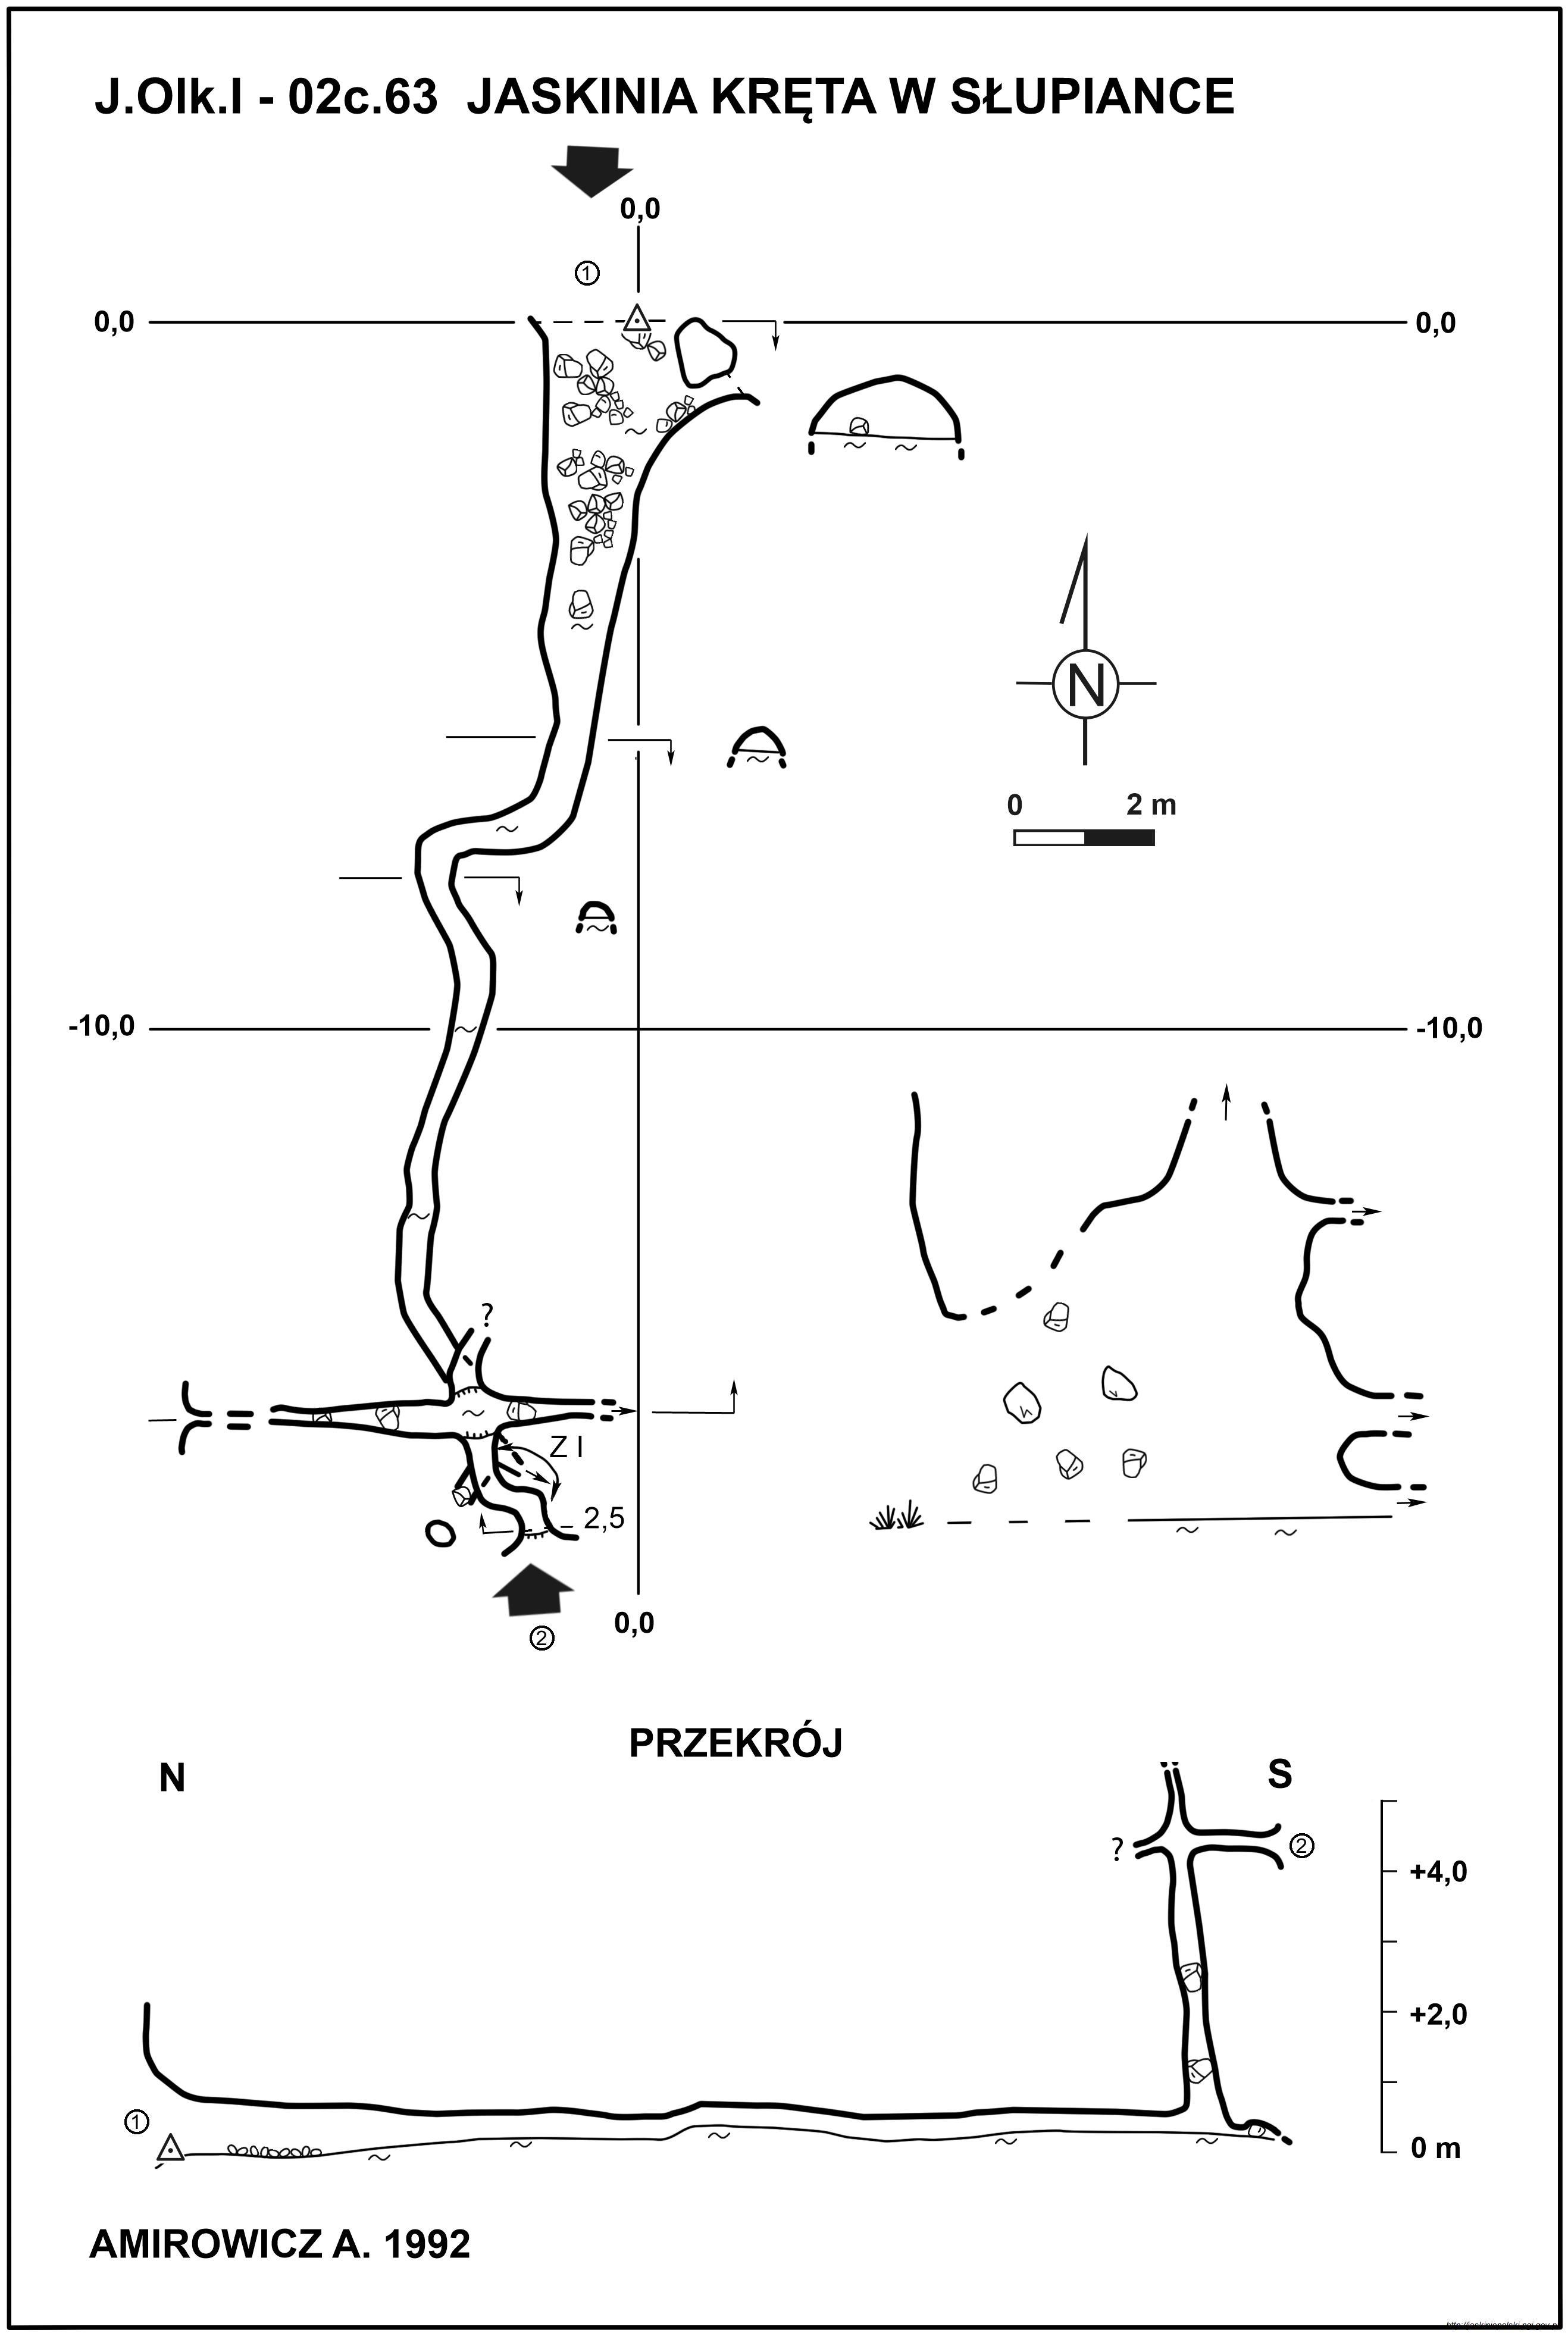 J.Olk.I - 02c.63 JASKINIA KRĘTA W SŁUPIANCE
0,0
1
0,0
0,0
N
0
2 m
-10,0
-10,0
?
Z I
2,5
0,0
2
PRZEKRÓJ
N
S
?
2
+4,0
+2,0
1
0 m
AMIROWICZ A. 1992